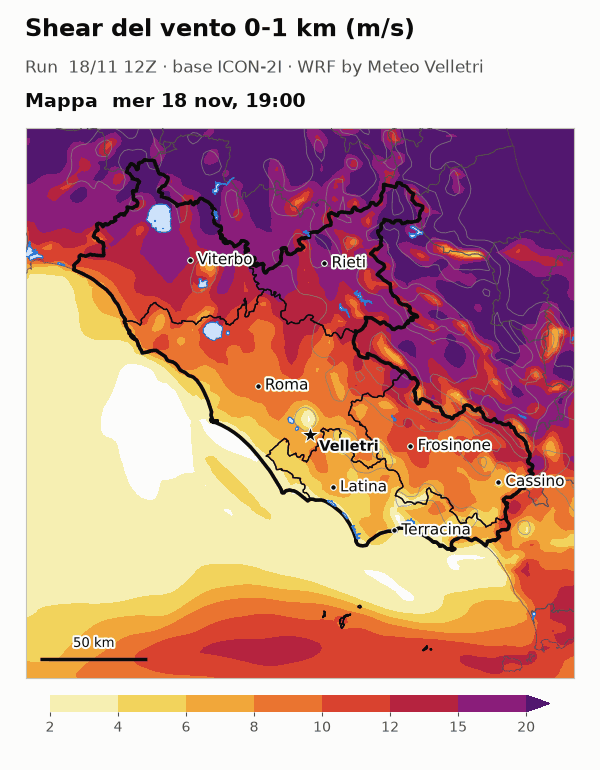 Shear del vento 0-1 km (m/s)
Run  18/11 12Z · base ICON-2I · WRF by Meteo Velletri
Mappa  mer 18 nov, 19:00
Viterbo
Rieti
Roma
Velletri
Frosinone
Latina
Cassino
Terracina
50 km
2 4 6 8 10 12 15 20